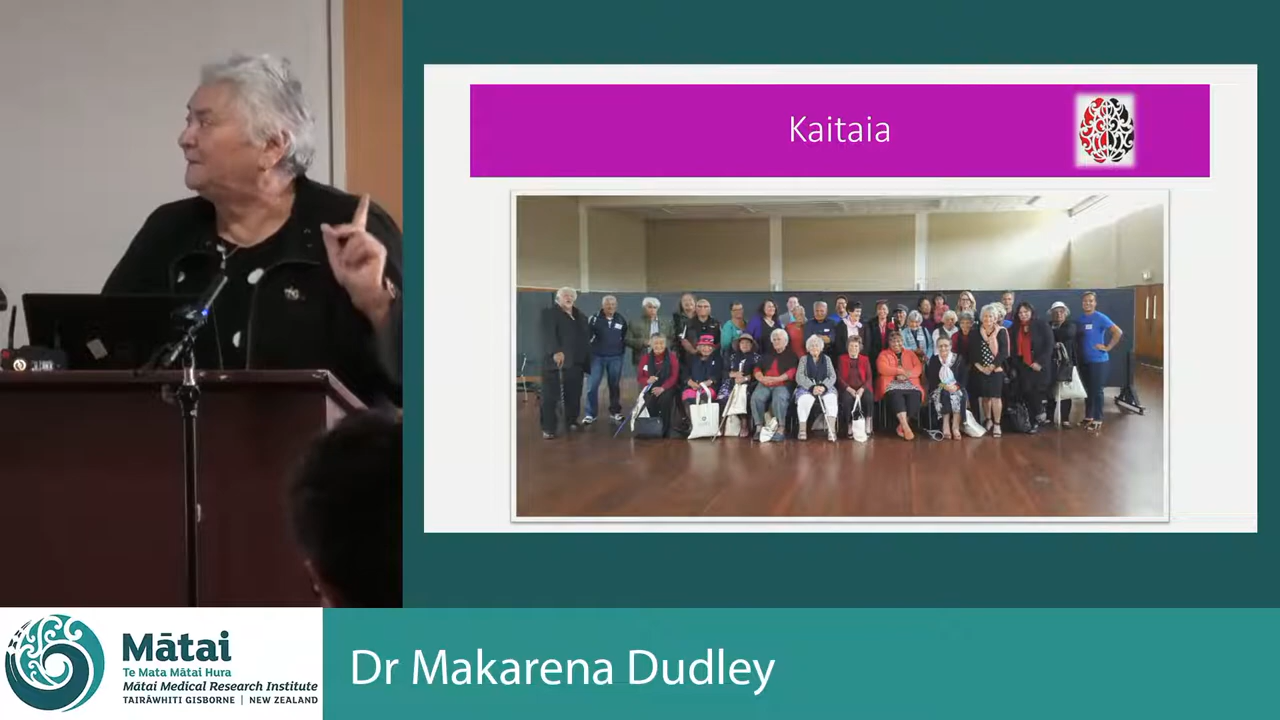 Kaitaia
Mātai
Te Mata Mātai Hura
Mātai Medical Research Institute
TAIRĀWHITI GISBORNE | NEW ZEALAND
Dr Makarena Dudley